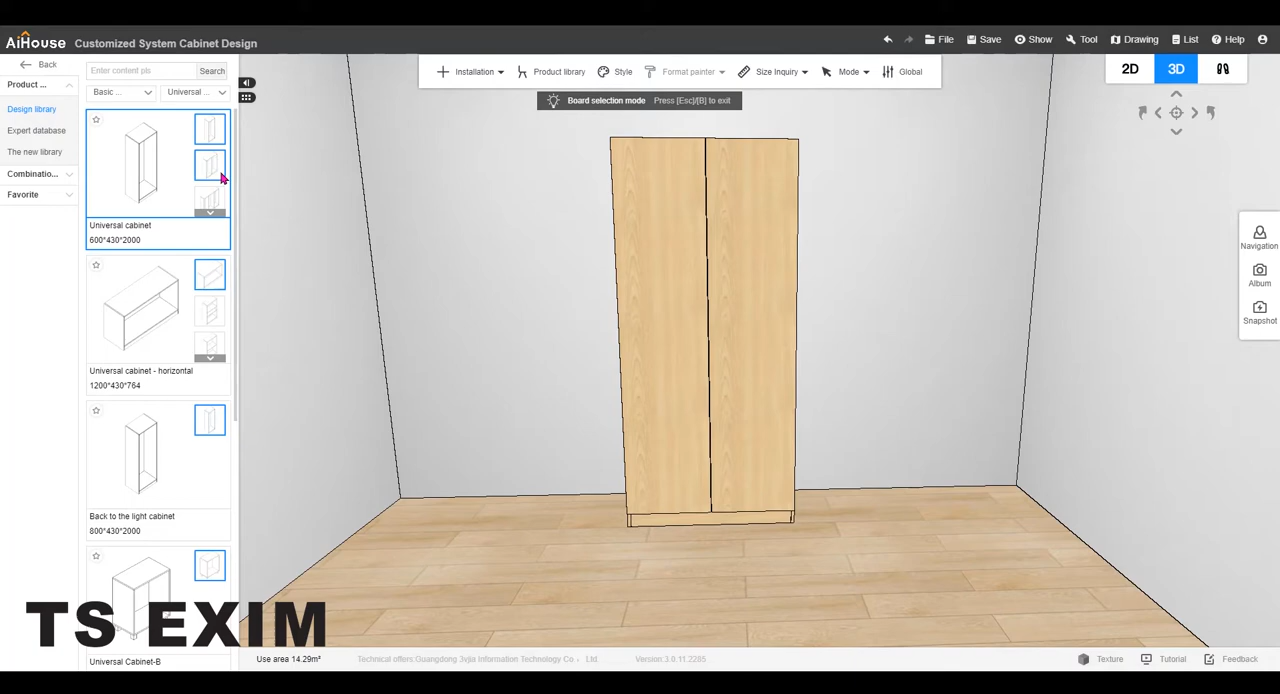 AiHouse Customized System Cabinet Design
File Save Show Tool Drawing List Help
Back
Enter content pls Search
Installation Product library Style Format painter Size Inquiry Mode Global
2D 3D
Product ...
Basic ... Universal ...
Board selection mode Press [Esc]/[B] to exit
Design library
Expert database
The new library
Combinatio...
Favorite
Universal cabinet
600*430*2000
Universal cabinet - horizontal
1200*430*764
Back to the light cabinet
800*430*2000
Universal Cabinet-B
Navigation
Album
Snapshot
TS EXIM
Use area 14.29m² Technical offers:Guangdong 3vjia Information Technology Co., Ltd. Version:3.0.11.2285
Texture Tutorial Feedback